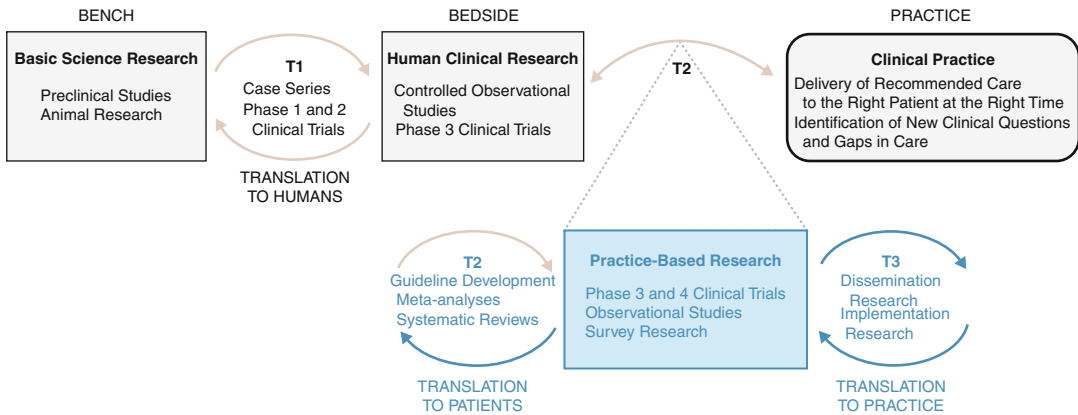 BENCH
BEDSIDE
PRACTICE
Basic Science Research
Preclinical Studies
Animal Research
T1
Case Series
Phase 1 and 2
Clinical Trials
TRANSLATION
TO HUMANS
Human Clinical Research
Controlled Observational
Studies
Phase 3 Clinical Trials
T2
Clinical Practice
Delivery of Recommended Care
to the Right Patient at the Right Time
Identification of New Clinical Questions
and Gaps in Care
T2
Guideline Development
Meta-analyses
Systematic Reviews
TRANSLATION
TO PATIENTS
Practice-Based Research
Phase 3 and 4 Clinical Trials
Observational Studies
Survey Research
T3
Dissemination
Research
Implementation
Research
TRANSLATION
TO PRACTICE